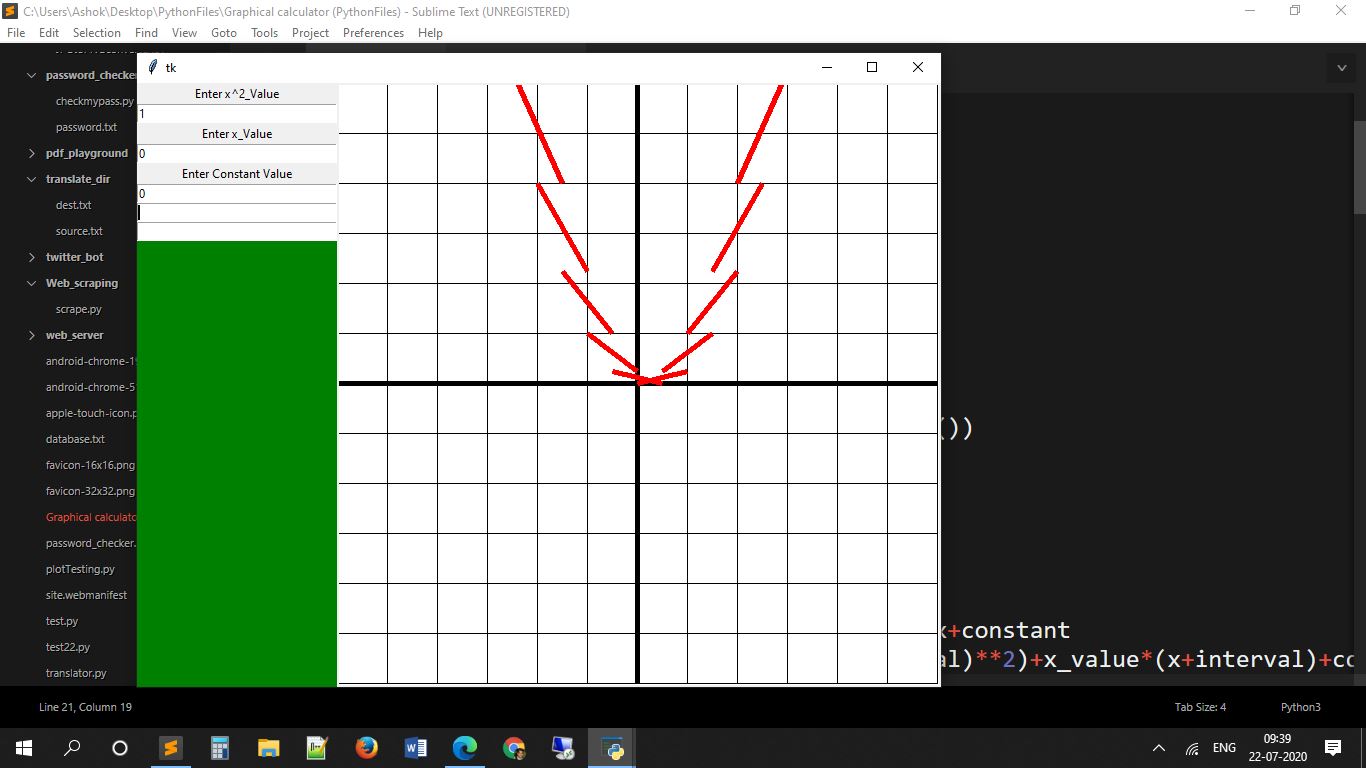 C:\Users\Ashok\Desktop\PythonFiles\Graphical calculator (PythonFiles) - Sublime Text (UNREGISTERED)
File Edit Selection Find View Goto Tools Project Preferences Help
password_checke
checkmypass.py
password.txt
pdf_playground
translate_dir
dest.txt
source.txt
twitter_bot
Web_scraping
scrape.py
web_server
android-chrome-19
android-chrome-5
apple-touch-icon.p
database.txt
favicon-16x16.png
favicon-32x32.png
Graphical calculato
password_checker.
plotTesting.py
site.webmanifest
test.py
test22.py
translator.py
tk
Enter x^2_Value
1
Enter x_Value
0
Enter Constant Value
0
())
x+constant
al)**2)+x_value*(x+interval)+co
Line 21, Column 19
Tab Size: 4
Python3
ENG
09:39
22-07-2020